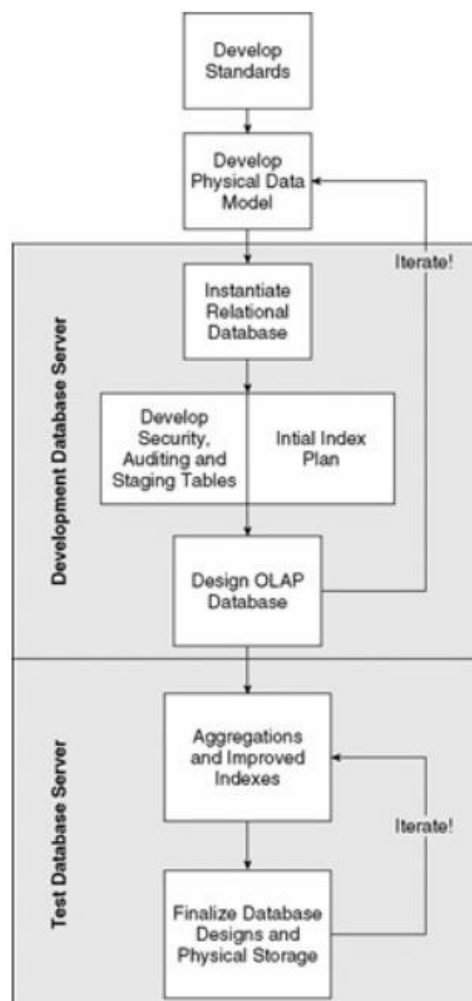 Develop
Standards
Develop
Physical Data
Model
Iterate!
Development Database Server
Instantiate
Relational
Database
Develop
Security,
Auditing and
Staging Tables
Intial Index
Plan
Design OLAP
Database
Test Database Server
Aggregations
and Improved
Indexes
Iterate!
Finalize Database
Designs and
Physical Storage